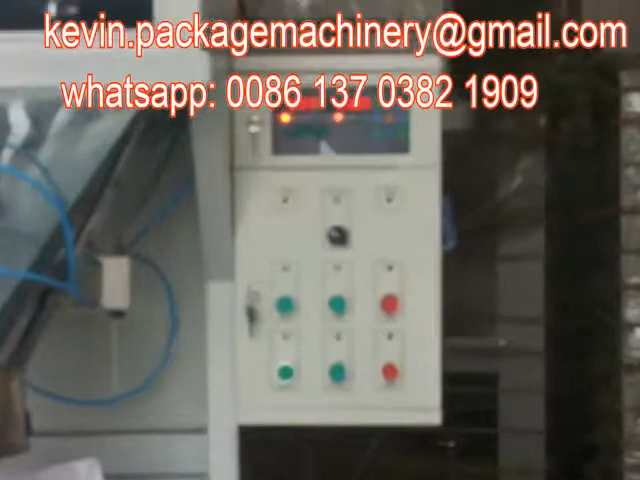 kevin.packagemachinery@gmail.com
whatsapp: 0086 137 0382 1909